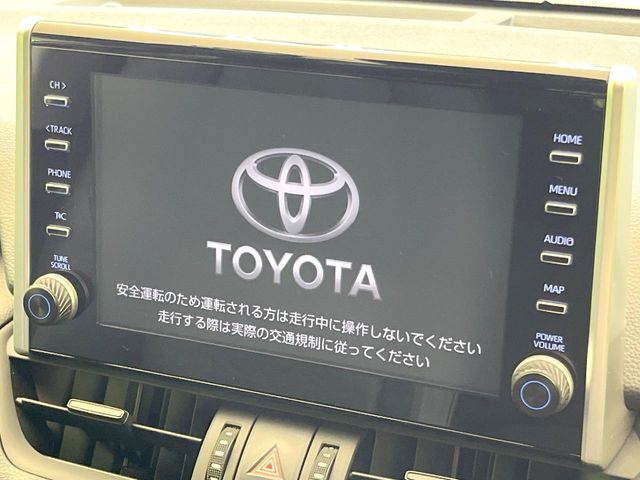 CH >
< TRACK
PHONE
T·C
TUNE
SCROLL
TOYOTA
安全運転のため運転される方は走行中に操作しないでください
走行する際は実際の交通規制に従ってください
HOME
MENU
AUDIO
MAP
POWER
VOLUME